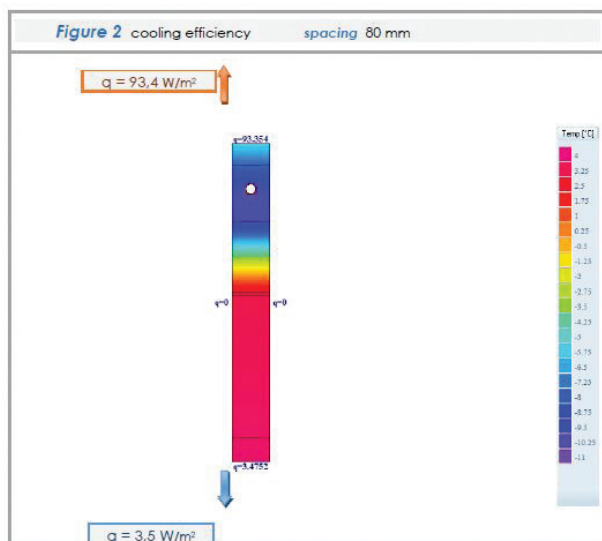 Figure 2 cooling efficiency spacing 80 mm
q = 93,4 W/m²
q=93.354
q=0
q=0
q=3.4752
q = 3,5 W/m²
Temp [°C]
4
3.25
2.5
1.75
1
0.25
-0.5
-1.25
-2
-2.75
-3.5
-4.25
-5
-5.75
-6.5
-7.25
-8
-8.75
-9.5
-10.25
-11